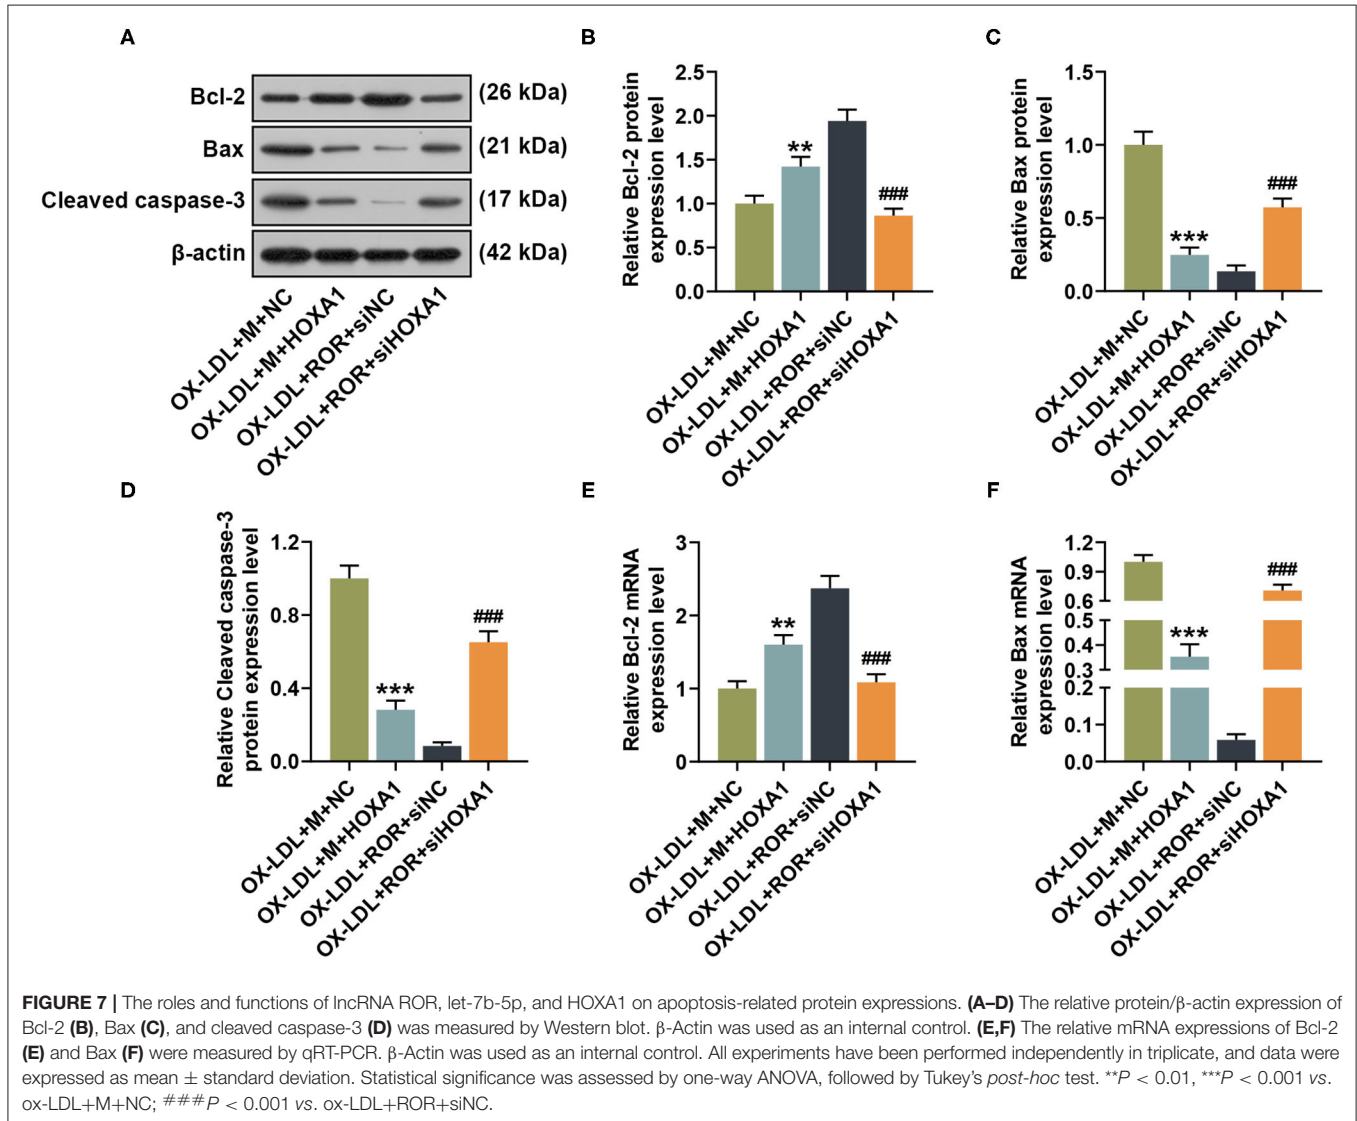 A
Bcl-2
(26 kDa)
Bax
(21 kDa)
Cleaved caspase-3
(17 kDa)
β-actin
(42 kDa)
OX-LDL+M+NC
OX-LDL+M+HOXA1
OX-LDL+ROR+siNC
OX-LDL+ROR+siHOXA1
B
Relative Bcl-2 protein
expression level
2.5
2.0
1.5
1.0
0.5
0.0
**
###
OX-LDL+M+NC
OX-LDL+M+HOXA1
OX-LDL+ROR+siNC
OX-LDL+ROR+siHOXA1
C
Relative Bax protein
expression level
1.5
1.0
0.5
0.0
***
###
OX-LDL+M+NC
OX-LDL+M+HOXA1
OX-LDL+ROR+siNC
OX-LDL+ROR+siHOXA1
D
Relative Cleaved caspase-3
protein expression level
1.2
0.8
0.4
0.0
***
###
OX-LDL+M+NC
OX-LDL+M+HOXA1
OX-LDL+ROR+siNC
OX-LDL+ROR+siHOXA1
E
Relative Bcl-2 mRNA
expression level
3
2
1
0
**
###
OX-LDL+M+NC
OX-LDL+M+HOXA1
OX-LDL+ROR+siNC
OX-LDL+ROR+siHOXA1
F
Relative Bax mRNA
expression level
1.2
0.9
0.6
0.5
0.4
0.3
0.2
0.1
0.0
***
###
OX-LDL+M+NC
OX-LDL+M+HOXA1
OX-LDL+ROR+siNC
OX-LDL+ROR+siHOXA1
FIGURE 7 | The roles and functions of lncRNA ROR, let-7b-5p, and HOXA1 on apoptosis-related protein expressions. (A–D) The relative protein/β-actin expression of
Bcl-2 (B), Bax (C), and cleaved caspase-3 (D) was measured by Western blot. β-Actin was used as an internal control. (E,F) The relative mRNA expressions of Bcl-2
(E) and Bax (F) were measured by qRT-PCR. β-Actin was used as an internal control. All experiments have been performed independently in triplicate, and data were
expressed as mean ± standard deviation. Statistical significance was assessed by one-way ANOVA, followed by Tukey's post-hoc test. **P < 0.01, ***P < 0.001 vs.
ox-LDL+M+NC; ###P < 0.001 vs. ox-LDL+ROR+siNC.